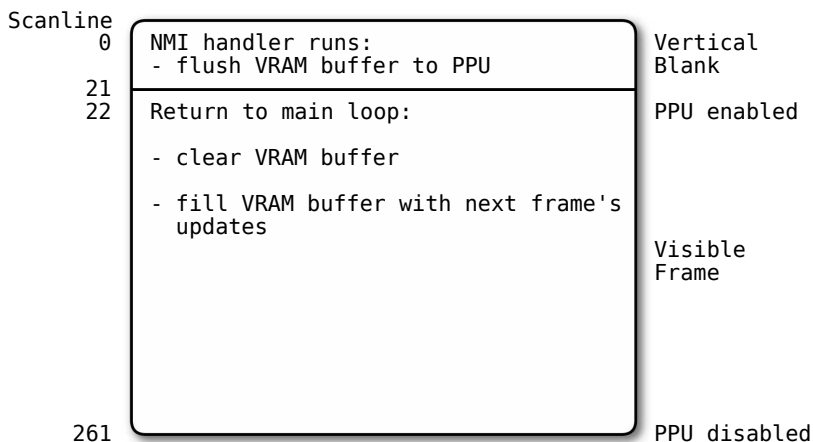 Scanline
0 NMI handler runs: Vertical
- flush VRAM buffer to PPU Blank
21
22 Return to main loop: PPU enabled
- clear VRAM buffer
- fill VRAM buffer with next frame's
updates
Visible
Frame
261 PPU disabled